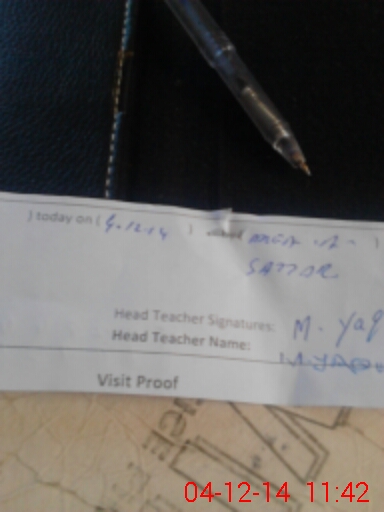 ) today on ( 4.12.14 )
SATTAR
Head Teacher Signatures: M. Yaq
Head Teacher Name:
Visit Proof
04-12-14 11:42